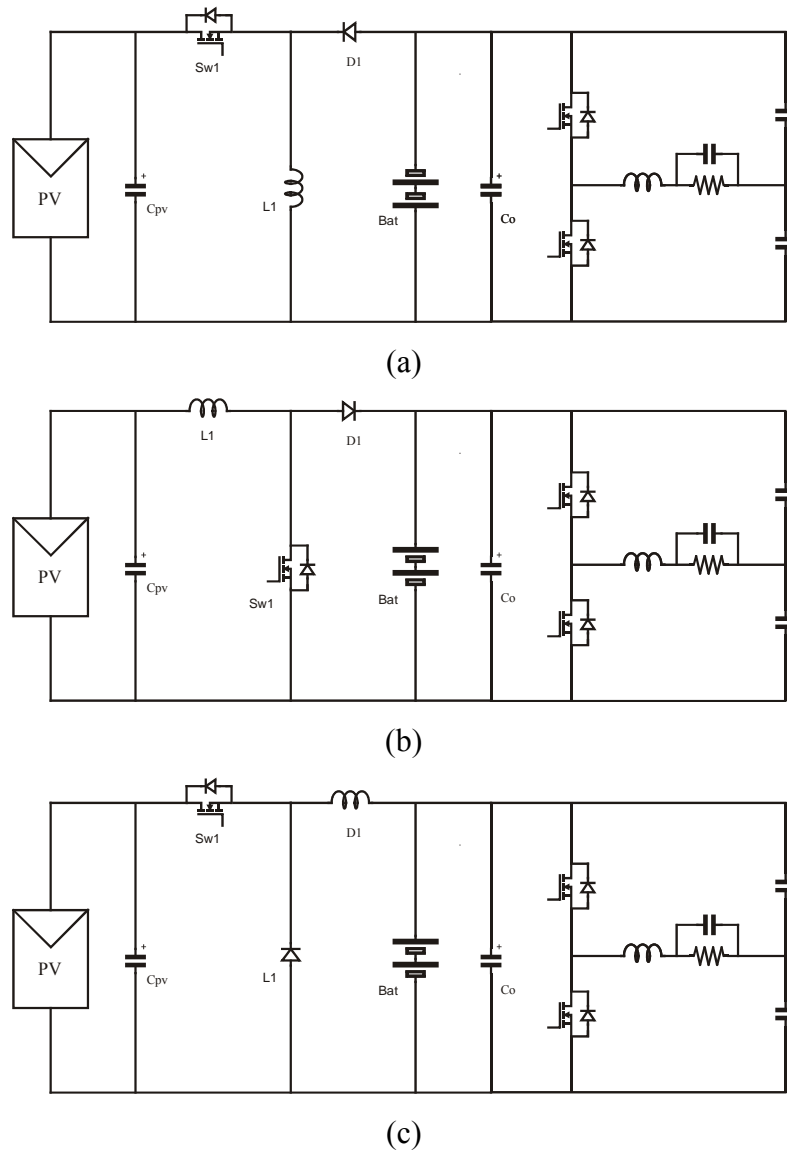 Sw1
D1
PV
+
Cpv
L1
Bat
+
Co
(a)
L1
D1
PV
+
Cpv
Sw1
Bat
+
Co
(b)
Sw1
D1
PV
+
Cpv
L1
Bat
+
Co
(c)